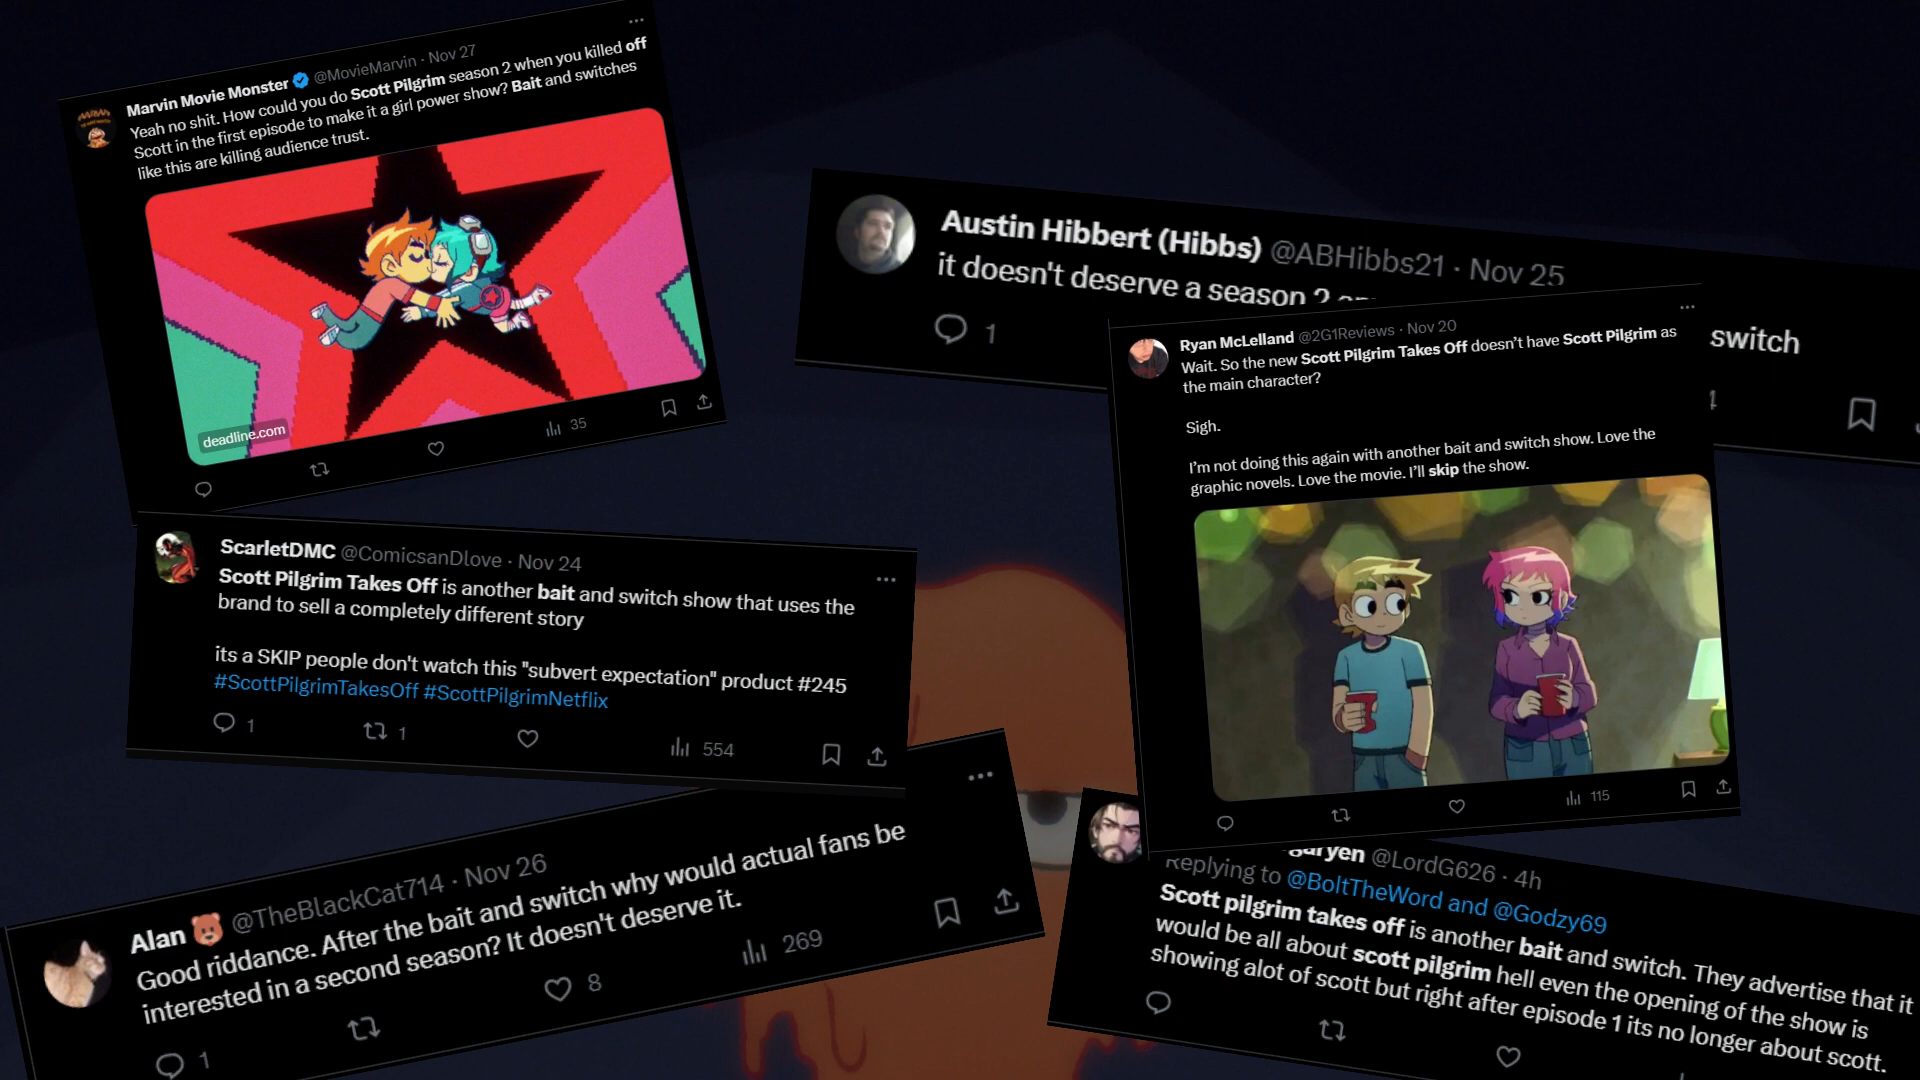 Marvin Movie Monster @MovieMarvin · Nov 27
Yeah no shit. How could you do Scott Pilgrim season 2 when you killed off
Scott in the first episode to make it a girl power show? Bait and switches
like this are killing audience trust.
deadline.com
35
Austin Hibbert (Hibbs) @ABHibbs21 · Nov 25
it doesn't deserve a season 2
switch
1
Ryan McLelland @2G1Reviews · Nov 20
Wait. So the new Scott Pilgrim Takes Off doesn't have Scott Pilgrim as
the main character?
Sigh.
I'm not doing this again with another bait and switch show. Love the
graphic novels. Love the movie. I'll skip the show.
115
ScarletDMC @ComicsanDlove · Nov 24
Scott Pilgrim Takes Off is another bait and switch show that uses the
brand to sell a completely different story
its a SKIP people don't watch this "subvert expectation" product #245
#ScottPilgrimTakesOff #ScottPilgrimNetflix
1 1 554
Alan @TheBlackCat714 · Nov 26
Good riddance. After the bait and switch why would actual fans be
interested in a second season? It doesn't deserve it.
1 8 269
@LordG626 · 4h
Replying to @BoltTheWord and @Godzy69
Scott pilgrim takes off is another bait and switch. They advertise that it
would be all about scott pilgrim hell even the opening of the show is
showing alot of scott but right after episode 1 its no longer about scott.